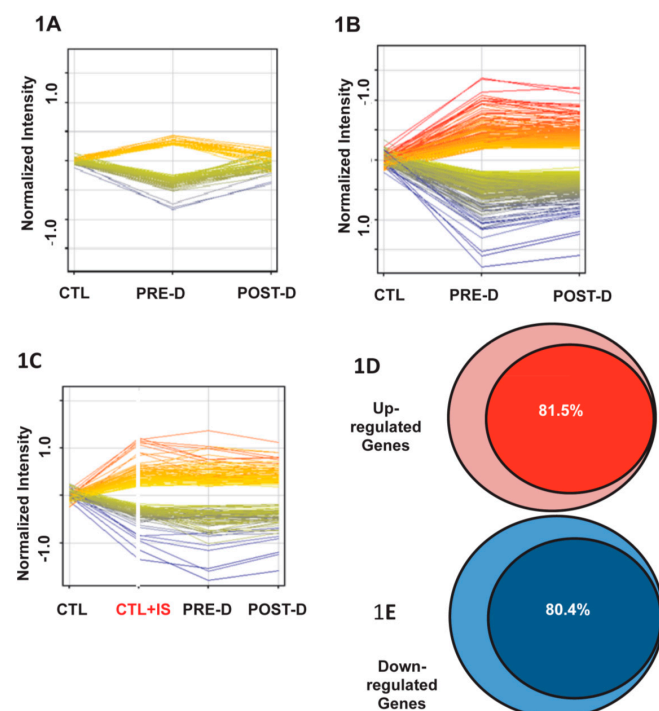 1A
1B
Normalized Intensity
1.0
-1.0
CTL PRE-D POST-D
Normalized Intensity
-1.0
1.0
CTL PRE-D POST-D
1C
Normalized Intensity
1.0
-1.0
CTL CTL+IS PRE-D POST-D
1D
Up-
regulated
Genes
81.5%
1E
Down-
regulated
Genes
80.4%